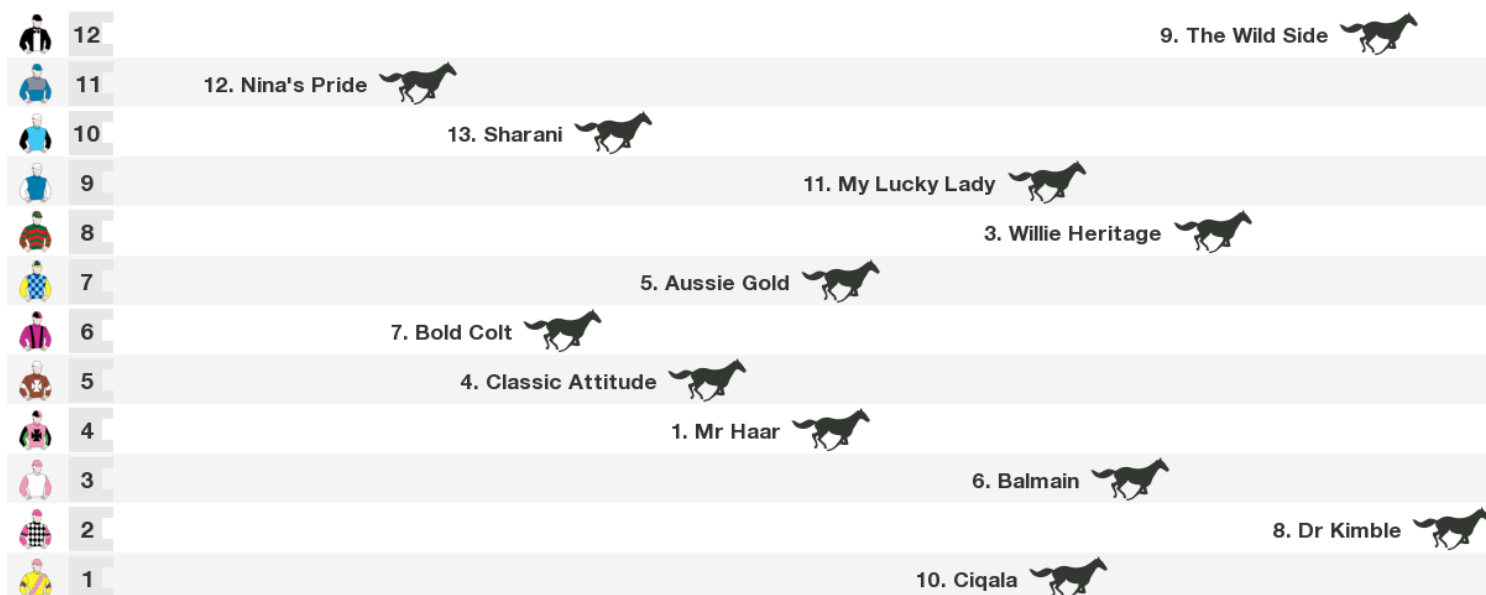 12 9. The Wild Side
11 12. Nina's Pride
10 13. Sharani
9 11. My Lucky Lady
8 3. Willie Heritage
7 5. Aussie Gold
6 7. Bold Colt
5 4. Classic Attitude
4 1. Mr Haar
3 6. Balmain
2 8. Dr Kimble
1 10. Ciqala